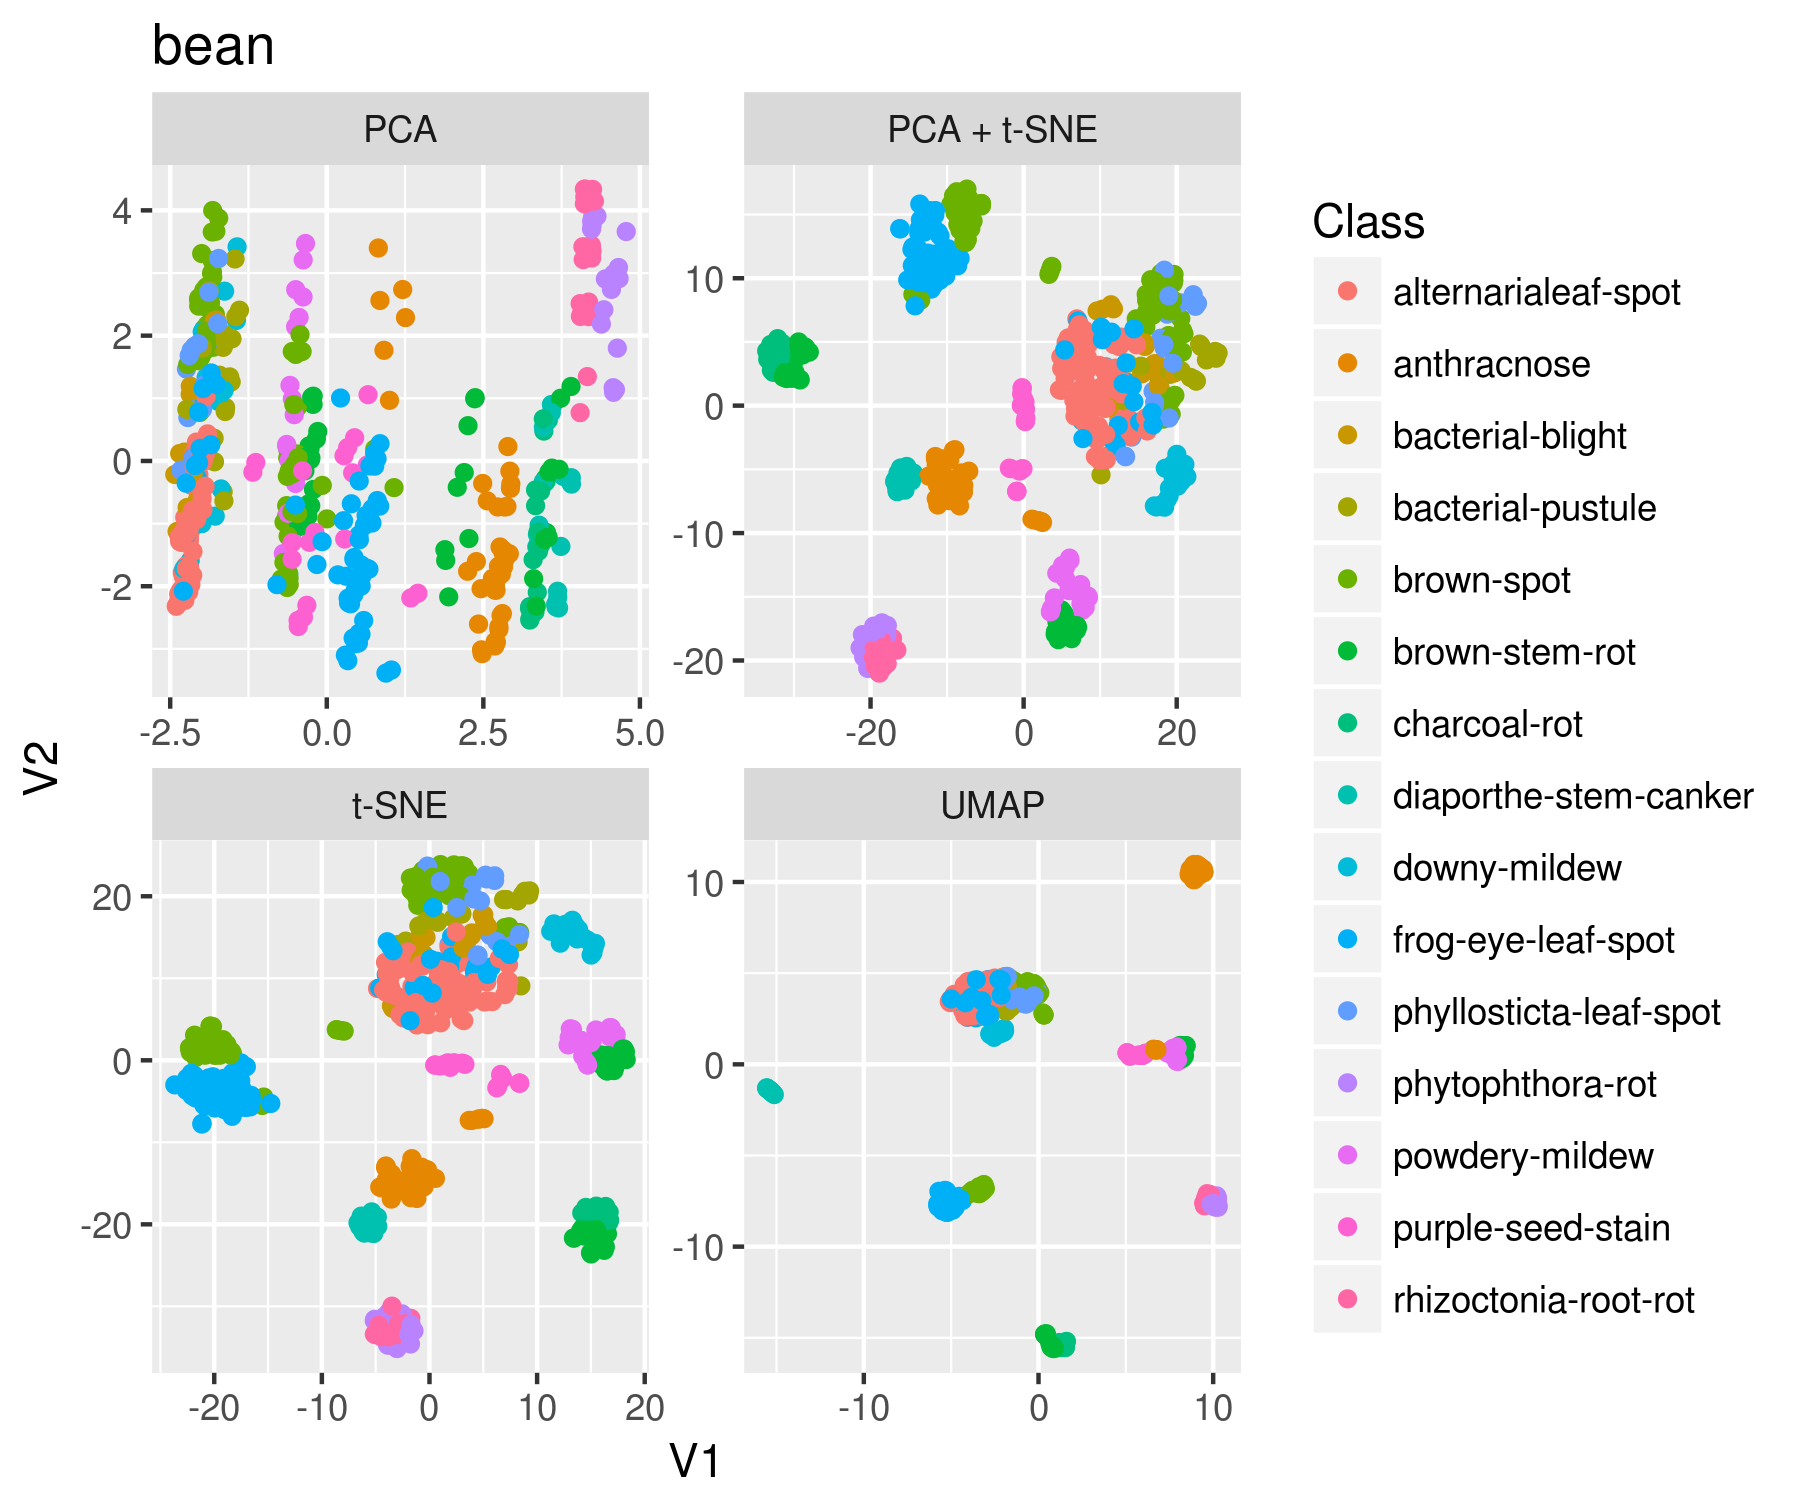 bean
PCA
PCA + t-SNE
4
2
0
-2
-2.5
0.0
2.5
5.0
10
0
-10
-20
-20
0
20
t-SNE
UMAP
20
0
-20
-20
-10
0
10
20
10
0
-10
-10
0
10
V2
V1
Class
alternarialeaf-spot
anthracnose
bacterial-blight
bacterial-pustule
brown-spot
brown-stem-rot
charcoal-rot
diaporthe-stem-canker
downy-mildew
frog-eye-leaf-spot
phyllosticta-leaf-spot
phytophthora-rot
powdery-mildew
purple-seed-stain
rhizoctonia-root-rot